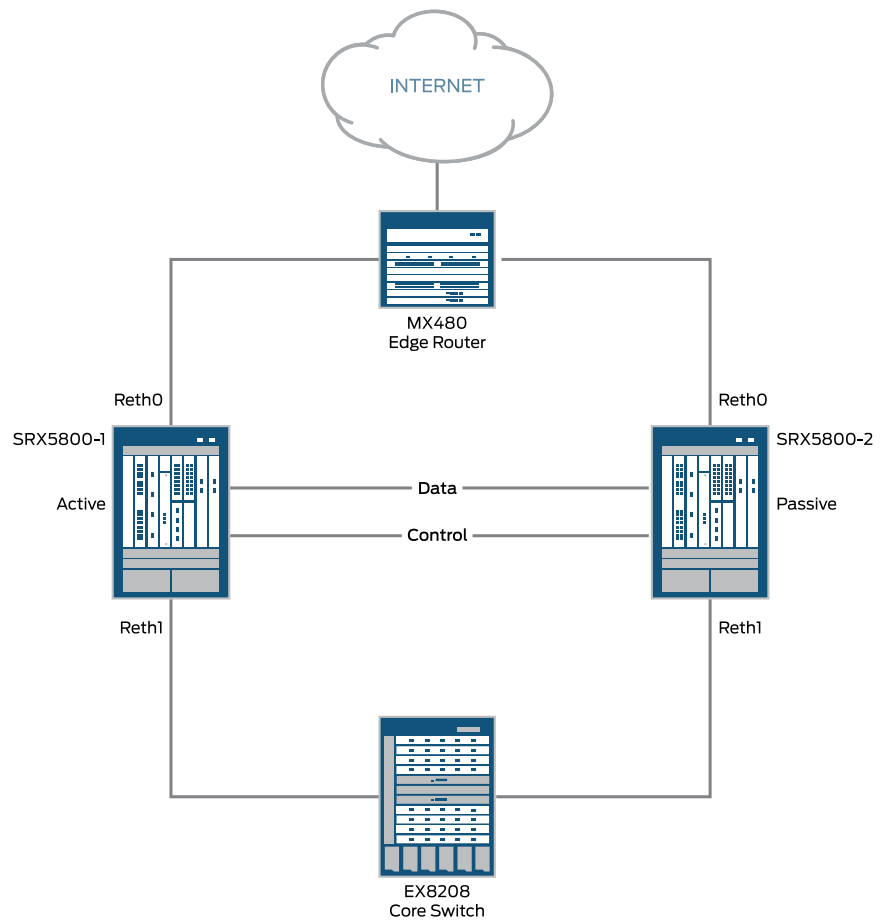 INTERNET
MX480
Edge Router
Reth0
Reth0
SRX5800-1
SRX5800-2
Data
Active
Passive
Control
Reth1
Reth1
EX8208
Core Switch